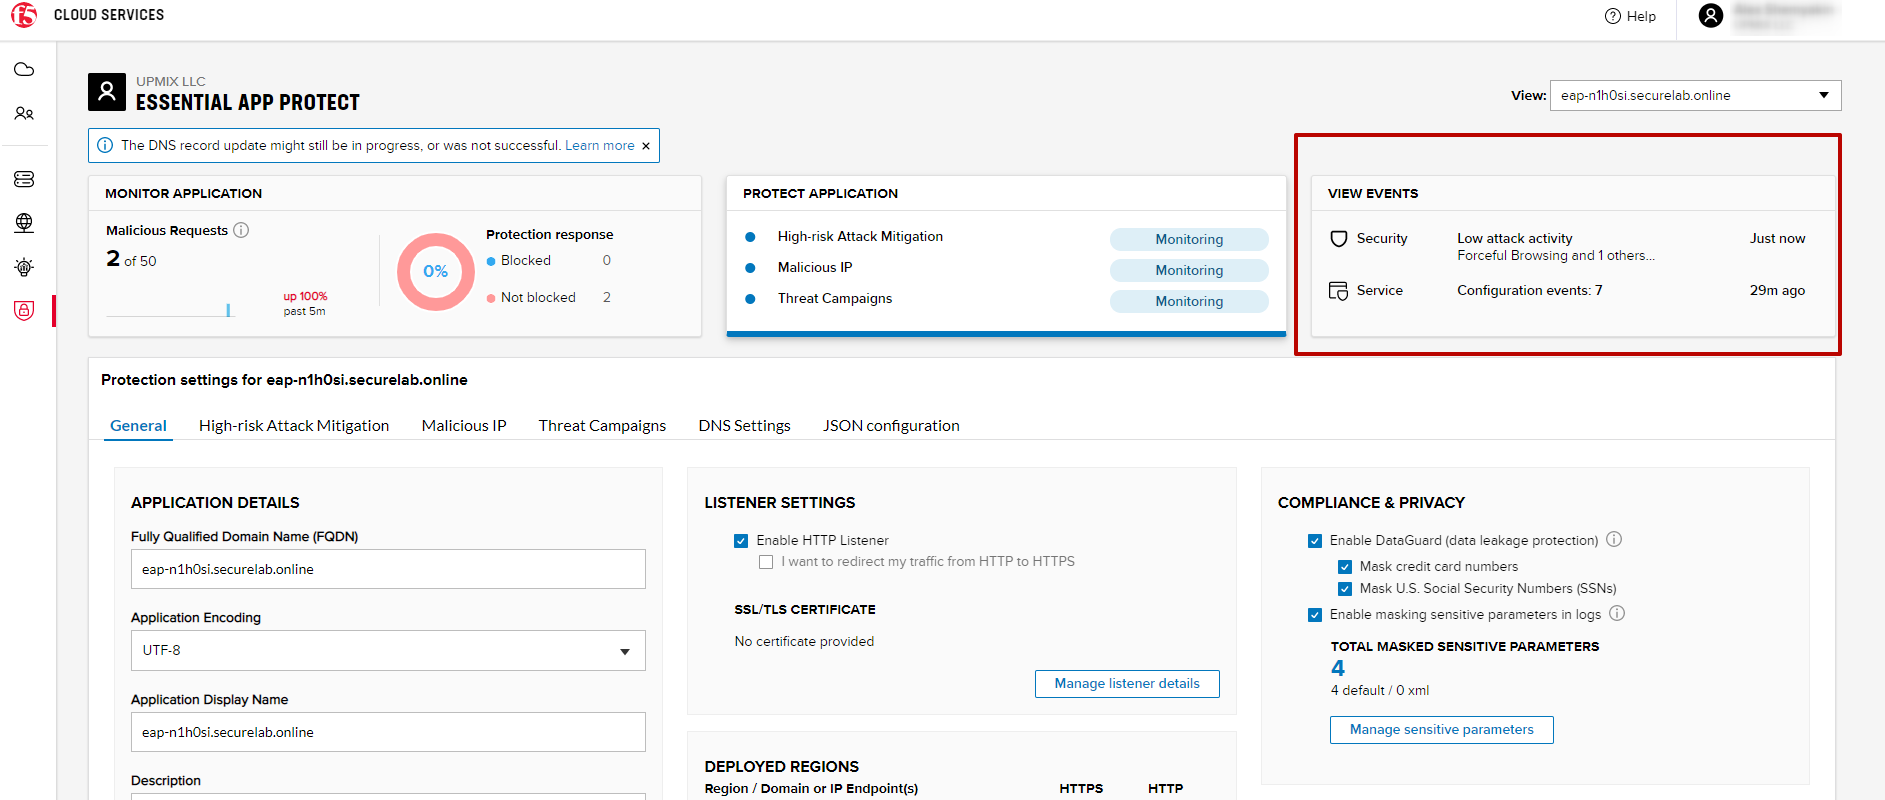 f5 CLOUD SERVICES
Help
UPMIX LLC
ESSENTIAL APP PROTECT
View: eap-n1h0si.securelab.online
The DNS record update might still be in progress, or was not successful. Learn more ×
MONITOR APPLICATION
Malicious Requests
2 of 50
up 100%
past 5m
0%
Protection response
Blocked 0
Not blocked 2
PROTECT APPLICATION
High-risk Attack Mitigation Monitoring
Malicious IP Monitoring
Threat Campaigns Monitoring
VIEW EVENTS
Security Low attack activity Just now
Forceful Browsing and 1 others...
Service Configuration events: 7 29m ago
Protection settings for eap-n1h0si.securelab.online
General High-risk Attack Mitigation Malicious IP Threat Campaigns DNS Settings JSON configuration
APPLICATION DETAILS
Fully Qualified Domain Name (FQDN)
eap-n1h0si.securelab.online
Application Encoding
UTF-8
Application Display Name
eap-n1h0si.securelab.online
Description
LISTENER SETTINGS
Enable HTTP Listener
I want to redirect my traffic from HTTP to HTTPS
SSL/TLS CERTIFICATE
No certificate provided
Manage listener details
DEPLOYED REGIONS
Region / Domain or IP Endpoint(s) HTTPS HTTP
COMPLIANCE & PRIVACY
Enable DataGuard (data leakage protection)
Mask credit card numbers
Mask U.S. Social Security Numbers (SSNs)
Enable masking sensitive parameters in logs
TOTAL MASKED SENSITIVE PARAMETERS
4
4 default / 0 xml
Manage sensitive parameters